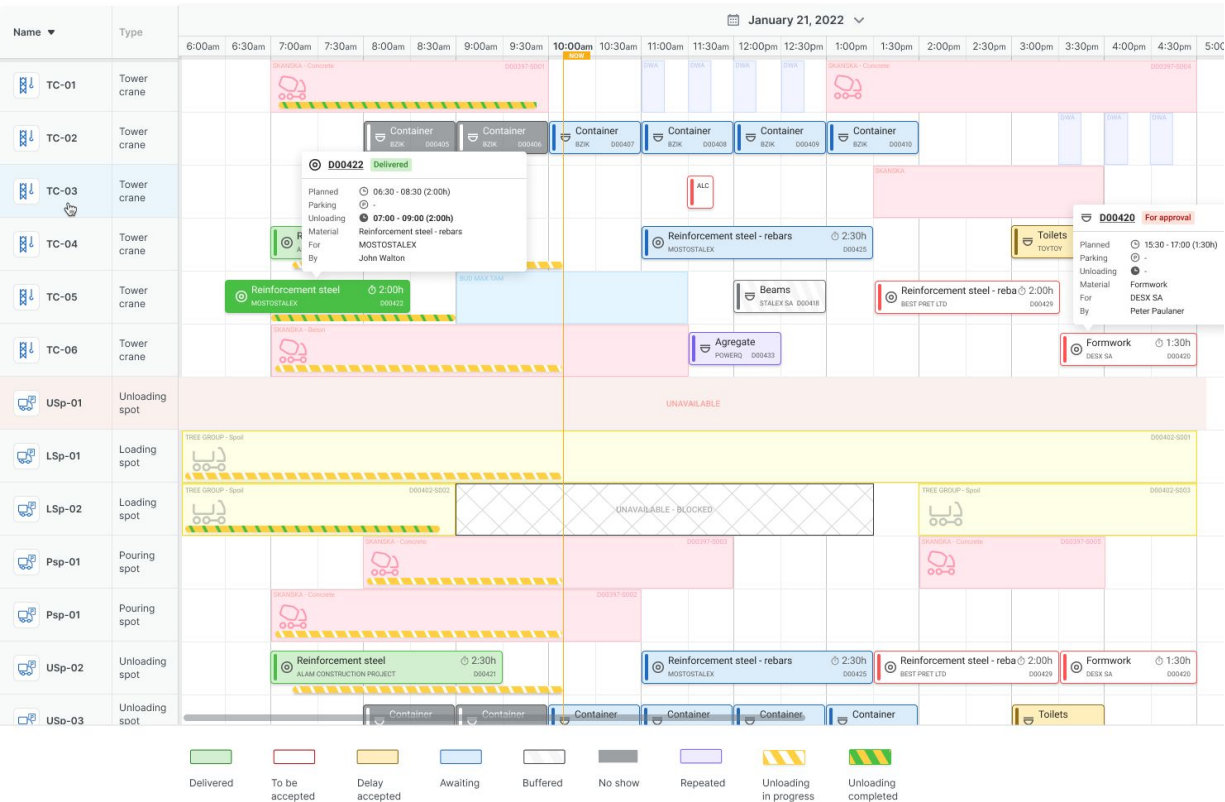 January 21, 2022
Name ▼ Type
6:00am 6:30am 7:00am 7:30am 8:00am 8:30am 9:00am 9:30am 10:00am 10:30am 11:00am 11:30am 12:00pm 12:30pm 1:00pm 1:30pm 2:00pm 2:30pm 3:00pm 3:30pm 4:00pm 4:30pm 5:00
NOW
SKANSKA - Concrete D00397-S001 DWA DWA DWA DWA SKANSKA - Concrete D00397-S004
TC-01 Tower crane
DWA DWA DWA
TC-02 Tower crane
Container BZIK D00405
Container BZIK D00406
Container BZIK D00407
Container BZIK D00408
Container BZIK D00409
Container BZIK D00410
D00422 Delivered
Planned 06:30 - 08:30 (2:00h)
Parking -
Unloading 07:00 - 09:00 (2:00h)
Material Reinforcement steel - rebars
For MOSTOSTALEX
By John Walton
TC-03 Tower crane
ALC
SKANSKA
D00420 For approval
Planned 15:30 - 17:00 (1:30h)
Parking -
Unloading -
Material Formwork
For DESX SA
By Peter Paulaner
TC-04 Tower crane
R
A
Reinforcement steel - rebars 2:30h
MOSTOSTALEX D00425
Toilets
TOYTOY
TC-05 Tower crane
Reinforcement steel 2:00h
MOSTOSTALEX D00422
Beams
STALEX SA D00418
Reinforcement steel - reba 2:00h
BEST PRET LTD D00429
TC-06 Tower crane
Agregate
POWERQ D00433
Formwork 1:30h
DESX SA D00420
USp-01 Unloading spot
UNAVAILABLE
TREE GROUP - Spoil D00402-S001
LSp-01 Loading spot
TREE GROUP - Spoil D00402-S002
TREE GROUP - Spoil D00402-S003
LSp-02 Loading spot
UNAVAILABLE - BLOCKED
SKANSKA - Concrete D00397-S003
SKANSKA - Concrete D00397-S005
Psp-01 Pouring spot
SKANSKA - Concrete D00397-S002
Psp-01 Pouring spot
USp-02 Unloading spot
Reinforcement steel 2:30h
ALAM CONSTRUCTION PROJECT D00421
Reinforcement steel - rebars 2:30h
MOSTOSTALEX D00425
Reinforcement steel - reba 2:00h
BEST PRET LTD D00429
Formwork 1:30h
DESX SA D00420
USp-03 Unloading spot
Container Container Container Container Container Container Toilets
Delivered
To be accepted
Delay accepted
Awaiting
Buffered
No show
Repeated
Unloading in progress
Unloading completed